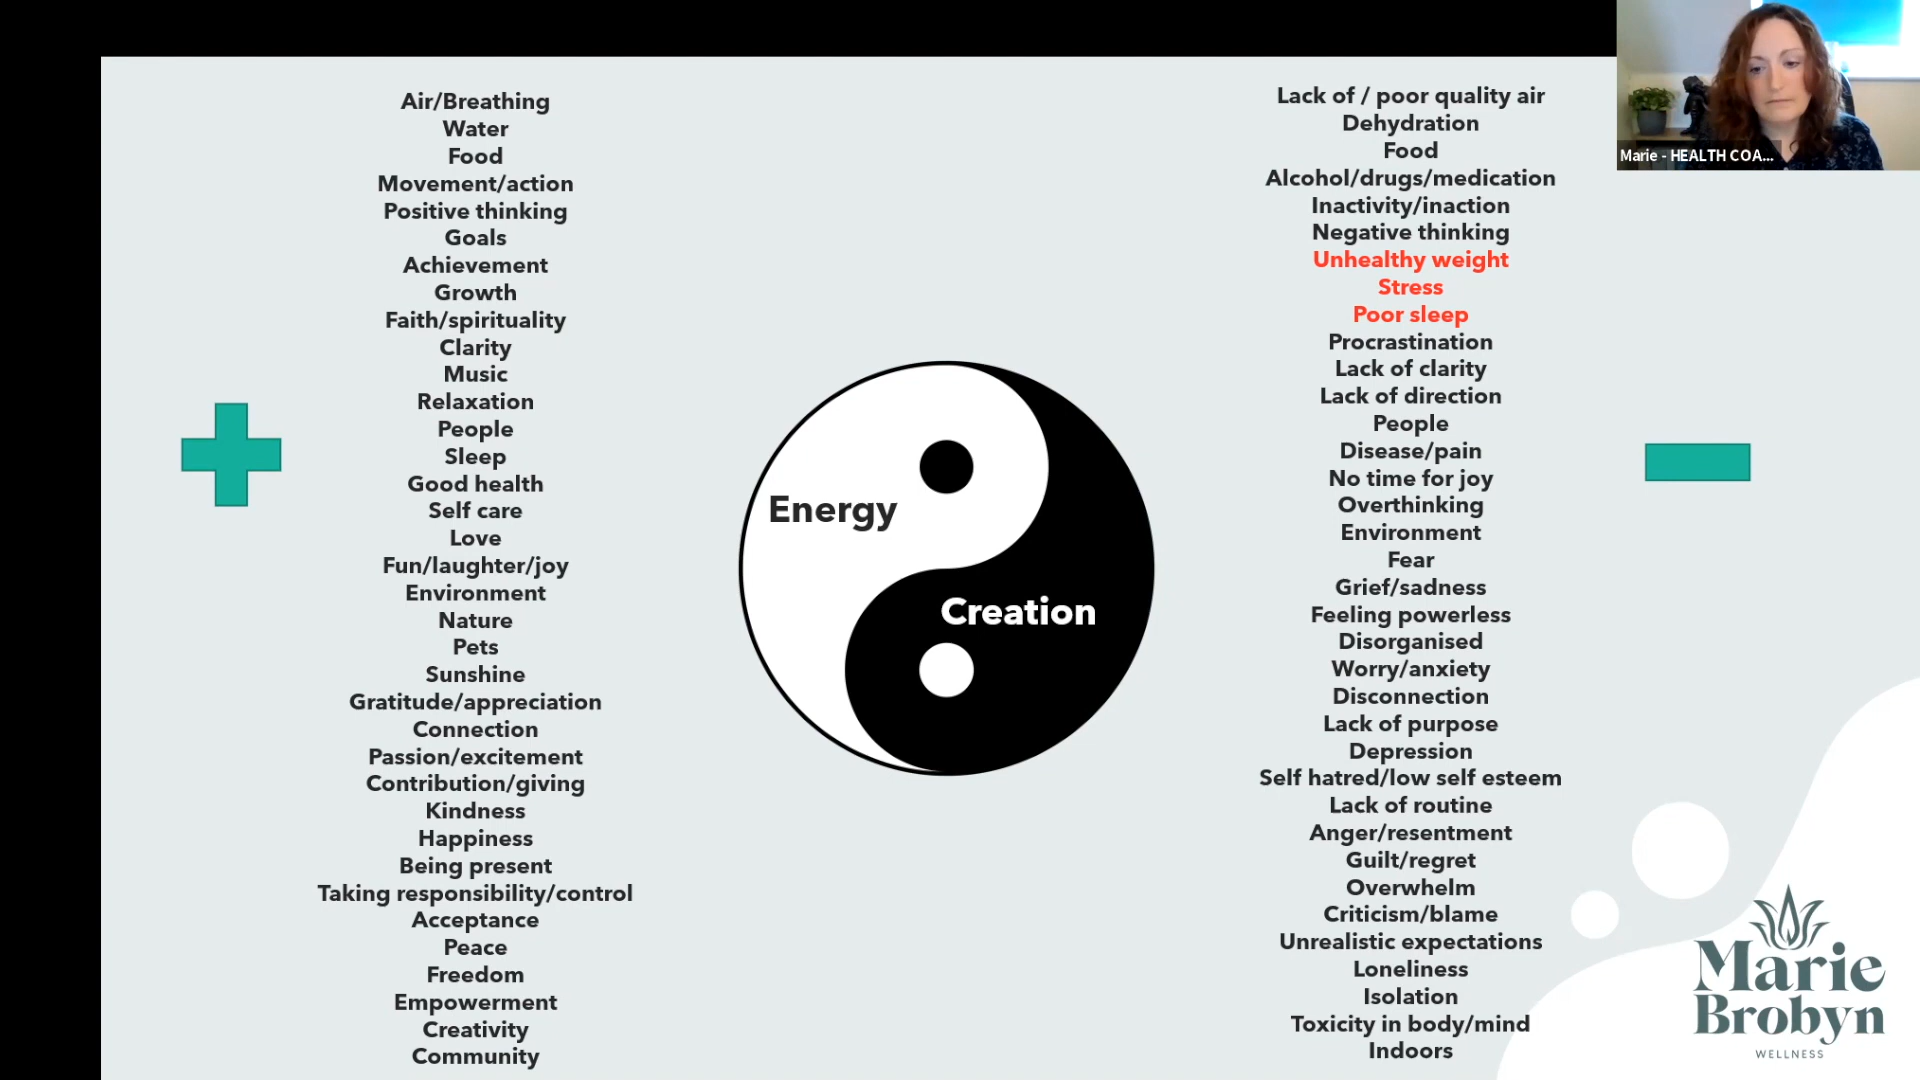 Air/Breathing
Water
Food
Movement/action
Positive thinking
Goals
Achievement
Growth
Faith/spirituality
Clarity
Music
Relaxation
People
Sleep
Good health
Self care
Love
Fun/laughter/joy
Environment
Nature
Pets
Sunshine
Gratitude/appreciation
Connection
Passion/excitement
Contribution/giving
Kindness
Happiness
Being present
Taking responsibility/control
Acceptance
Peace
Freedom
Empowerment
Creativity
Community
Energy
Creation
Lack of / poor quality air
Dehydration
Food
Alcohol/drugs/medication
Inactivity/inaction
Negative thinking
Unhealthy weight
Stress
Poor sleep
Procrastination
Lack of clarity
Lack of direction
People
Disease/pain
No time for joy
Overthinking
Environment
Fear
Grief/sadness
Feeling powerless
Disorganised
Worry/anxiety
Disconnection
Lack of purpose
Depression
Self hatred/low self esteem
Lack of routine
Anger/resentment
Guilt/regret
Overwhelm
Criticism/blame
Unrealistic expectations
Loneliness
Isolation
Toxicity in body/mind
Indoors
Marie - HEALTH COA...
Marie
Brobyn
WELLNESS